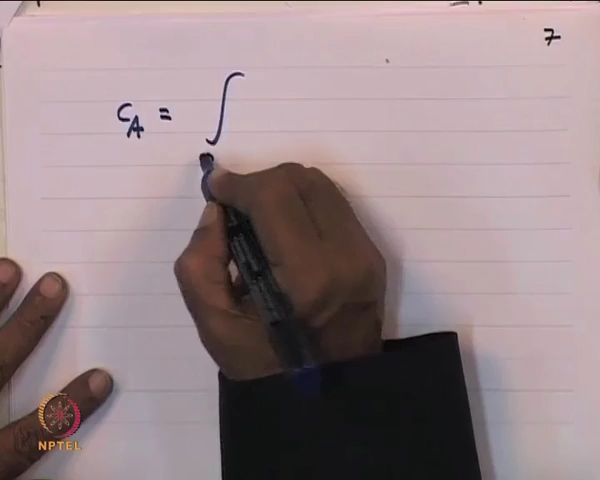 7
C_A = ∫
NPTEL